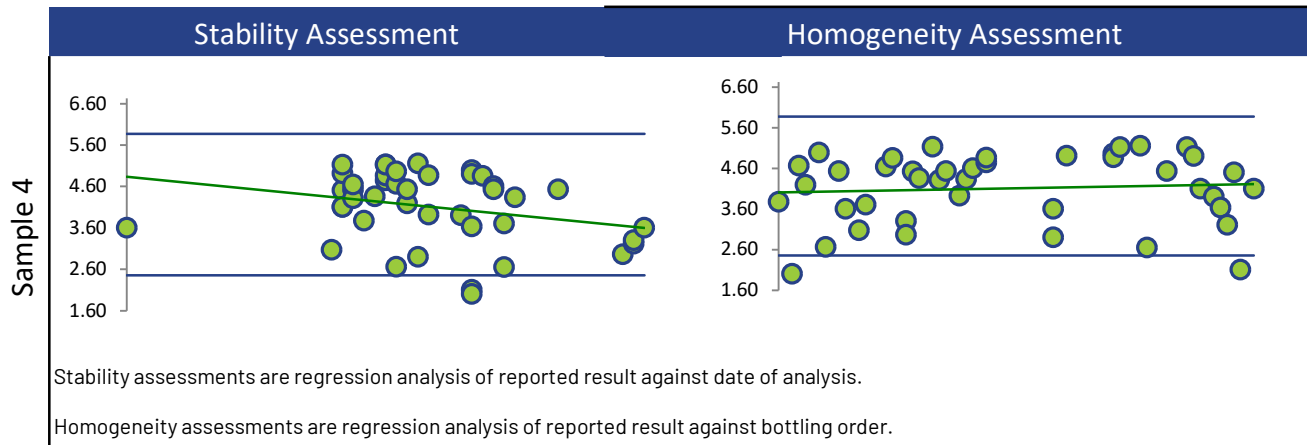 Stability Assessment
Homogeneity Assessment
Sample 4
6.60
5.60
4.60
3.60
2.60
1.60
6.60
5.60
4.60
3.60
2.60
1.60
Stability assessments are regression analysis of reported result against date of analysis.
Homogeneity assessments are regression analysis of reported result against bottling order.